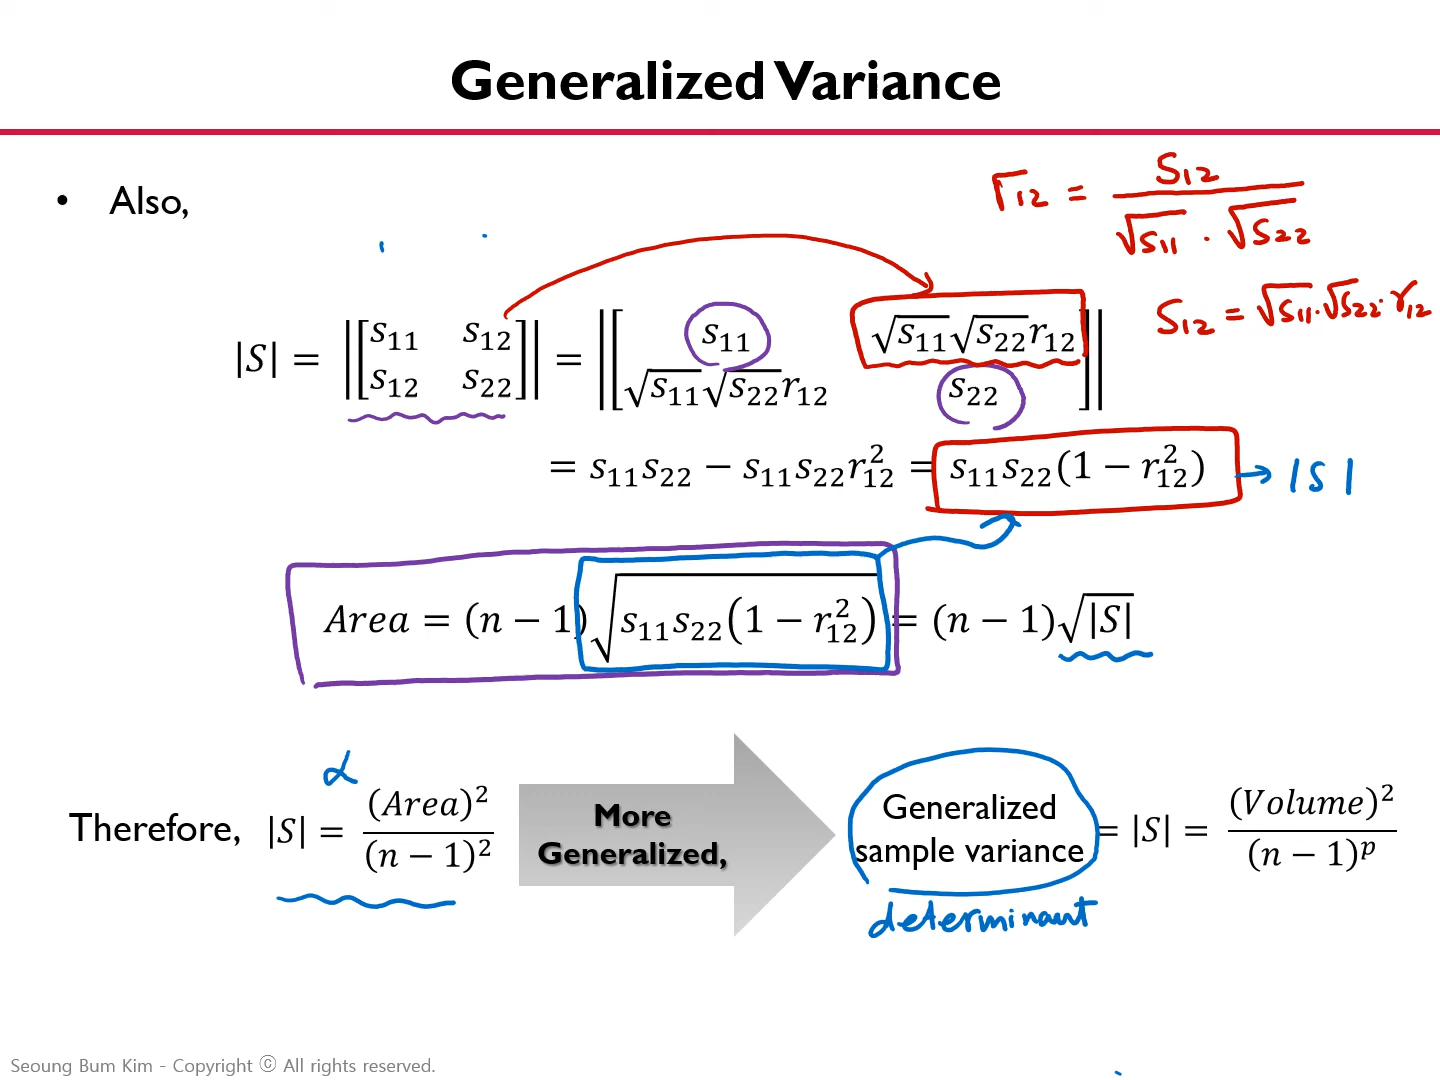 Generalized Variance
• Also,
r12 = S12 / √S11 · √S22
S12 = √S11 · √S22 · r12
|S| = |[s11 s12; s12 s22]| = |[s11 √s11√s22r12; √s11√s22r12 s22]|
= s11s22 − s11s22r12² = s11s22(1 − r12²) → |S|
Area = (n − 1)√s11s22(1 − r12²) = (n − 1)√|S|
α
Therefore, |S| = (Area)² / (n − 1)²
More
Generalized,
Generalized
sample variance = |S| = (Volume)² / (n − 1)ᵖ
determinant
Seoung Bum Kim - Copyright ⓒ All rights reserved.